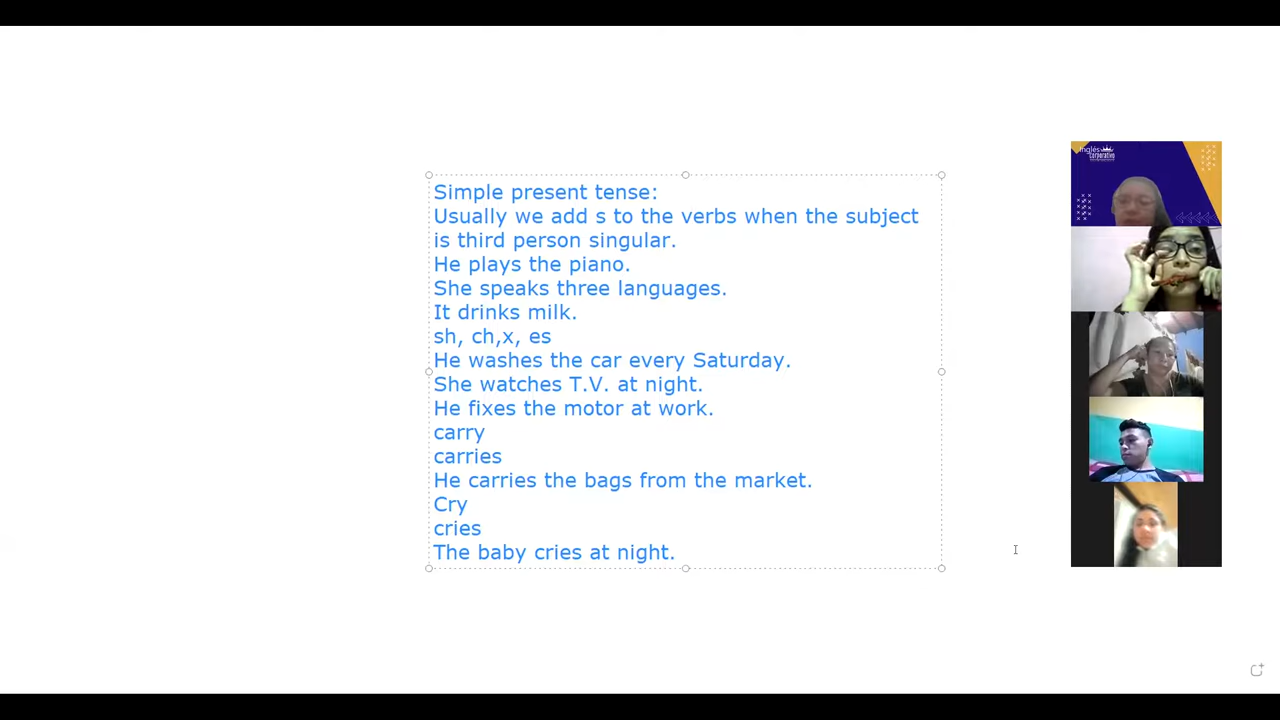 Simple present tense:
Usually we add s to the verbs when the subject
is third person singular.
He plays the piano.
She speaks three languages.
It drinks milk.
sh, ch,x, es
He washes the car every Saturday.
She watches T.V. at night.
He fixes the motor at work.
carry
carries
He carries the bags from the market.
Cry
cries
The baby cries at night.
Inglés
Corporativo